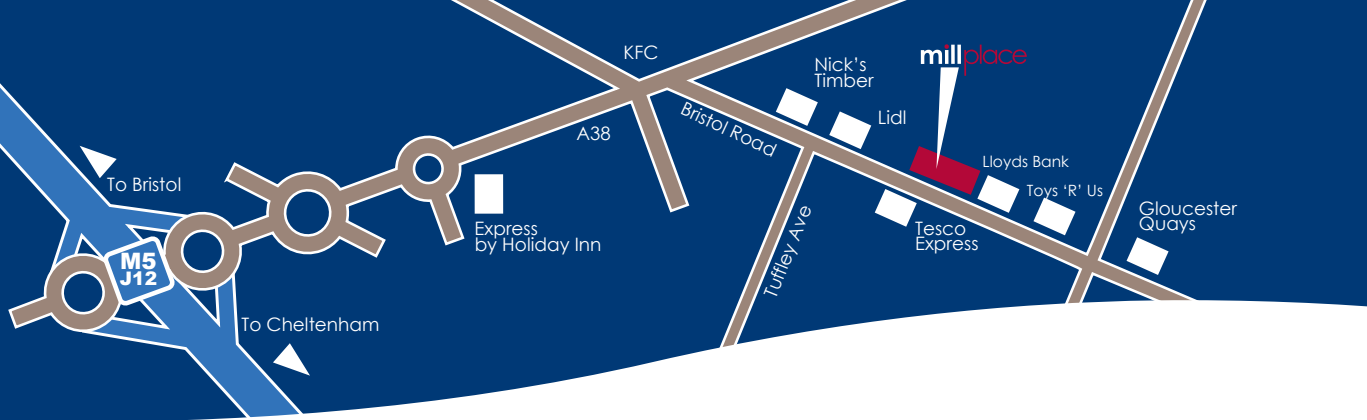 KFC
millplace
Nick's
Timber
Lidl
Bristol Road
A38
Lloyds Bank
To Bristol
Toys ‘R’ Us
Gloucester
Quays
Express
by Holiday Inn
Tesco
Express
Tuffley Ave
M5
J12
To Cheltenham